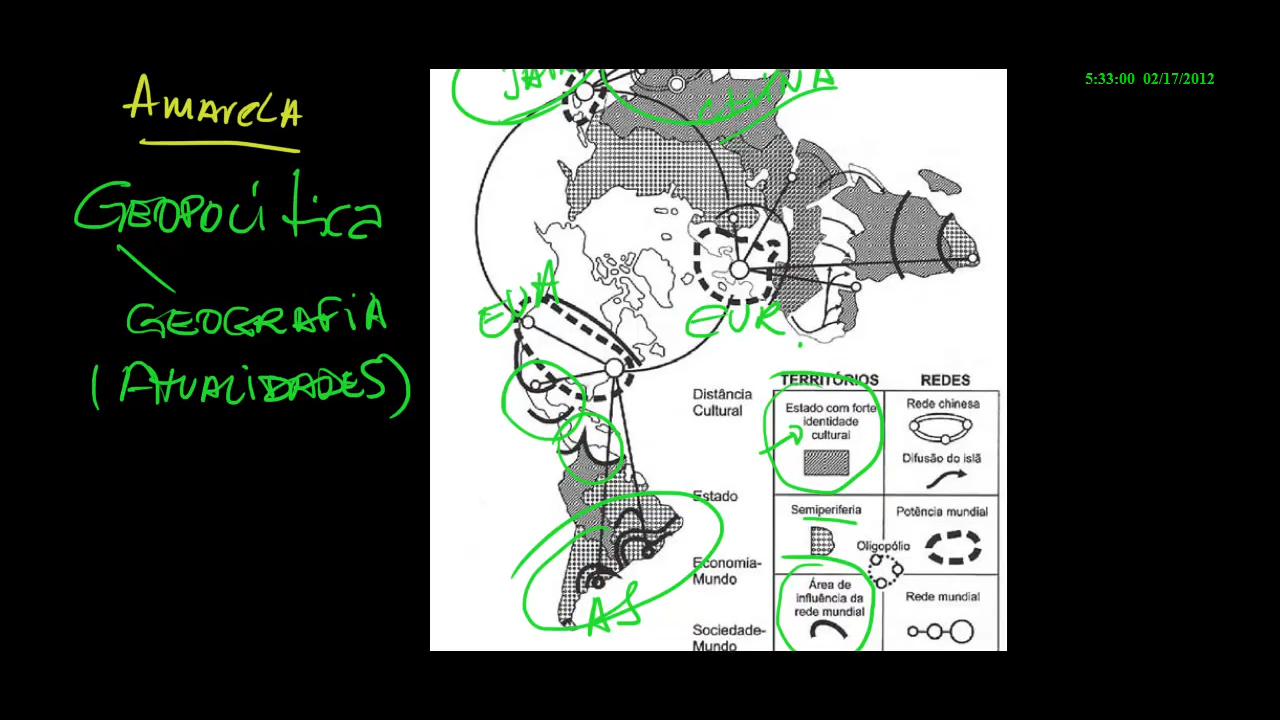 AMARELA
GEOPOLítica
GEOGRAFIA
(ATUALIDADES)
5:33:00 02/17/2012
CHINA
EUA
EUR.
AS
TERRITÓRIOS REDES
Distância
Cultural
Estado com forte
identidade
cultural
Rede chinesa
Difusão do islã
Estado
Semiperiferia
Potência mundial
Oligopólio
Economia-
Mundo
Área de
influência da
rede mundial
Rede mundial
Sociedade-
Mundo